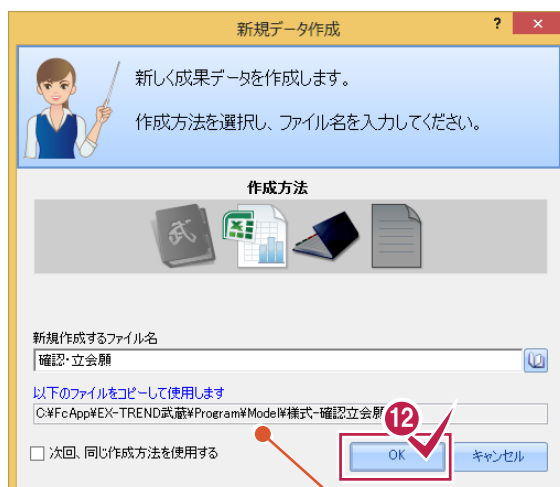 新規データ作成
?
×
新しく成果データを作成します。
作成方法を選択し、ファイル名を入力してください。
作成方法
武
新規作成するファイル名
確認・立会願
以下のファイルをコピーして使用します
C:¥FcApp¥EX-TREND武蔵¥Program¥Model¥様式-確認立会願
12
次回、同じ作成方法を使用する
OK
キャンセル